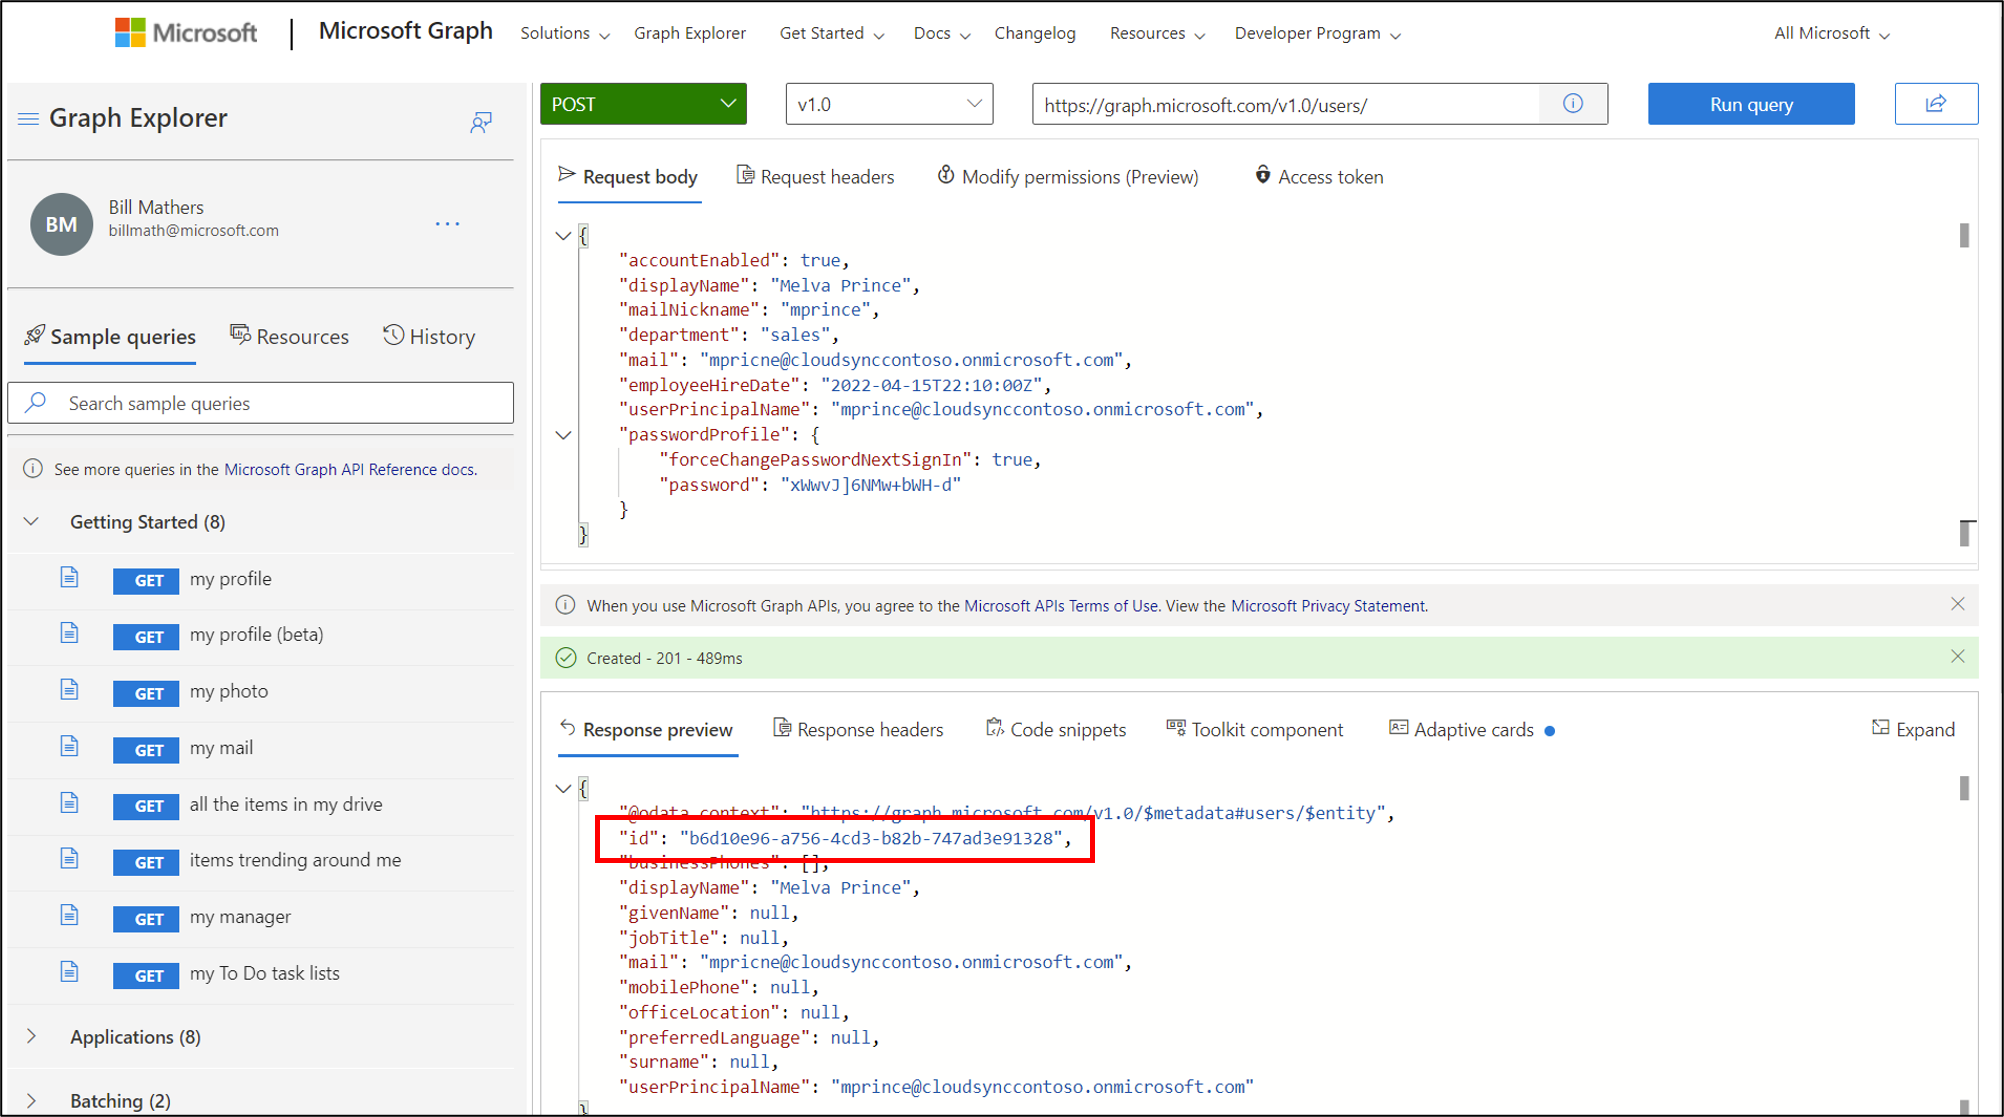 Microsoft | Microsoft Graph Solutions Graph Explorer Get Started Docs Changelog Resources Developer Program All Microsoft
Graph Explorer
BM
Bill Mathers
billmath@microsoft.com
...
Sample queries Resources History
Search sample queries
See more queries in the Microsoft Graph API Reference docs.
Getting Started (8)
GET my profile
GET my profile (beta)
GET my photo
GET my mail
GET all the items in my drive
GET items trending around me
GET my manager
GET my To Do task lists
Applications (8)
Batching (2)
POST v1.0 https://graph.microsoft.com/v1.0/users/ Run query
Request body Request headers Modify permissions (Preview) Access token
{
"accountEnabled": true,
"displayName": "Melva Prince",
"mailNickname": "mprince",
"department": "sales",
"mail": "mpricne@cloudsynccontoso.onmicrosoft.com",
"employeeHireDate": "2022-04-15T22:10:00Z",
"userPrincipalName": "mprince@cloudsynccontoso.onmicrosoft.com",
"passwordProfile": {
"forceChangePasswordNextSignIn": true,
"password": "xWwvJ]6NMw+bWH-d"
}
}
When you use Microsoft Graph APIs, you agree to the Microsoft APIs Terms of Use. View the Microsoft Privacy Statement.
Created - 201 - 489ms
Response preview Response headers Code snippets Toolkit component Adaptive cards Expand
{
"@odata.context": "https://graph.microsoft.com/v1.0/$metadata#users/$entity",
"id": "b6d10e96-a756-4cd3-b82b-747ad3e91328",
"businessPhones": [],
"displayName": "Melva Prince",
"givenName": null,
"jobTitle": null,
"mail": "mpricne@cloudsynccontoso.onmicrosoft.com",
"mobilePhone": null,
"officeLocation": null,
"preferredLanguage": null,
"surname": null,
"userPrincipalName": "mprince@cloudsynccontoso.onmicrosoft.com"
}